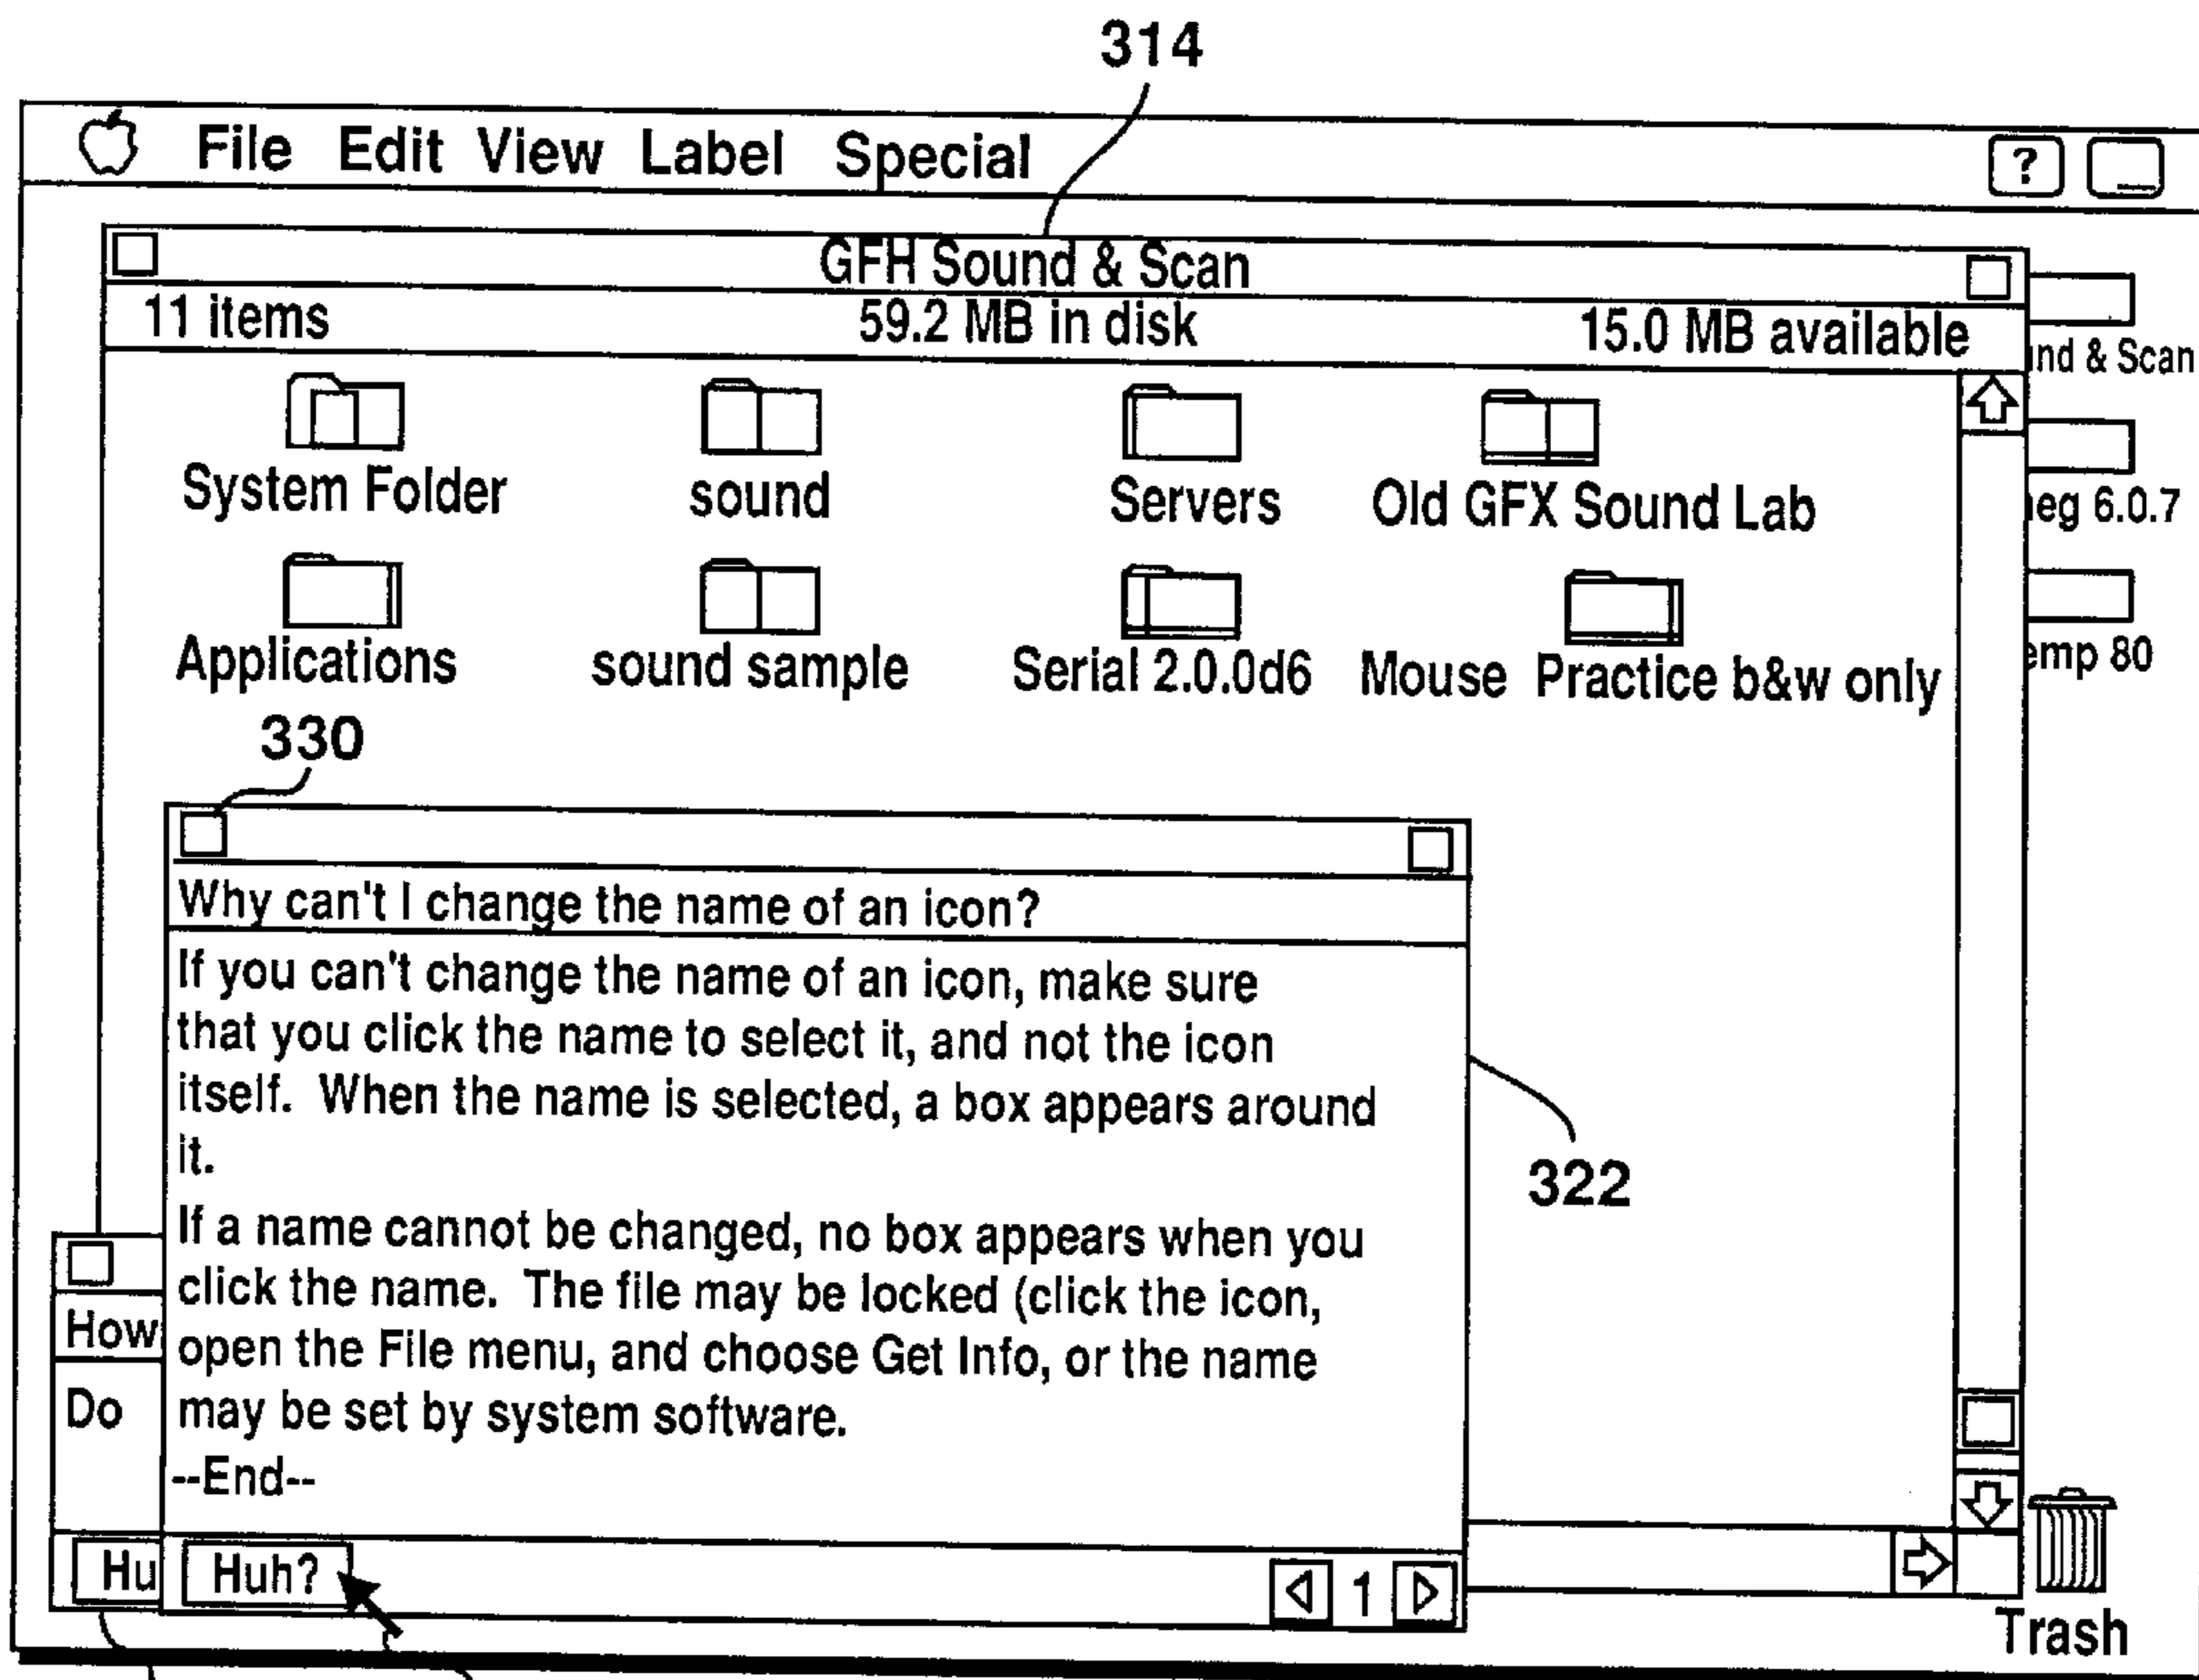 314
File Edit View Label Special ?
GFH Sound & Scan
11 items 59.2 MB in disk 15.0 MB available
nd & Scan
System Folder sound Servers Old GFX Sound Lab
eg 6.0.7
Applications sound sample Serial 2.0.0d6 Mouse Practice b&w only
emp 80
330
Why can't I change the name of an icon?
If you can't change the name of an icon, make sure
that you click the name to select it, and not the icon
itself. When the name is selected, a box appears around
it.
322
If a name cannot be changed, no box appears when you
click the name. The file may be locked (click the icon,
open the File menu, and choose Get Info, or the name
may be set by system software.
--End--
How
Do
Hu
Huh? 1
Trash